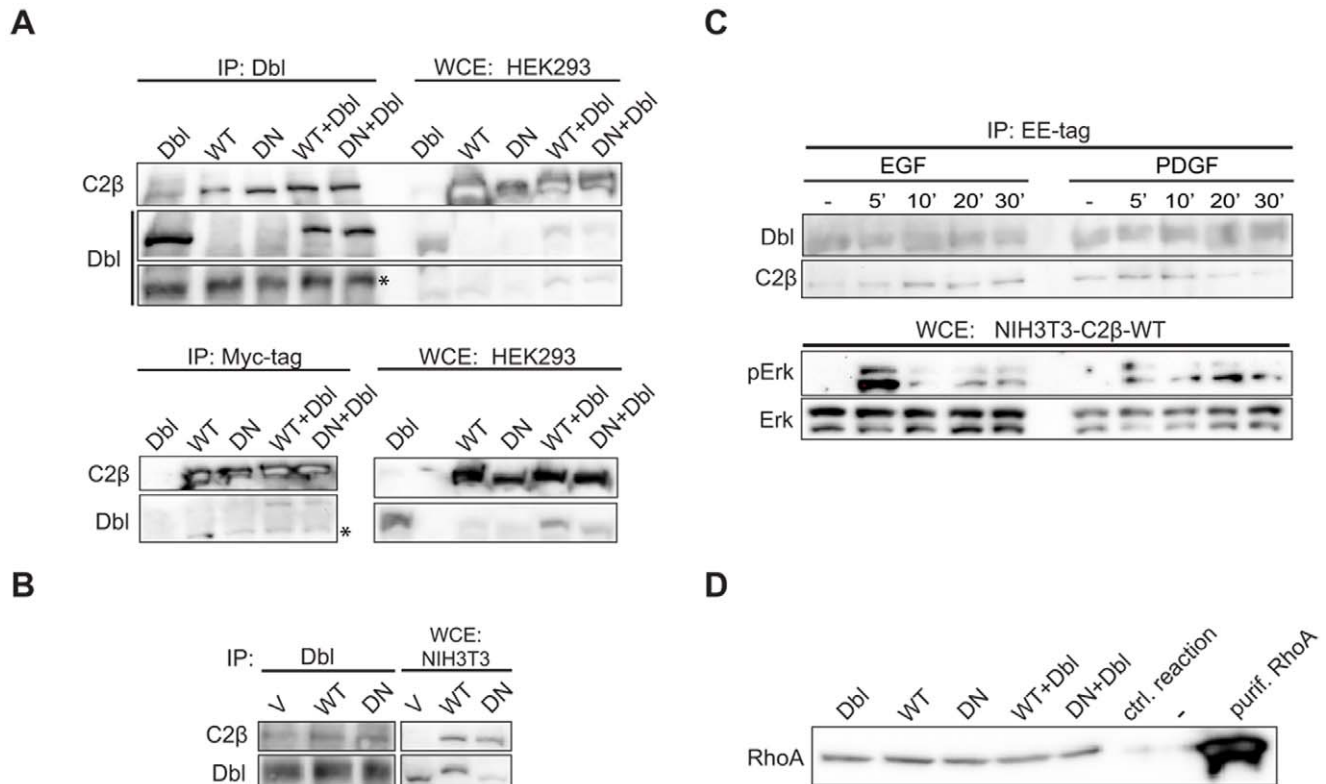 A
IP: Dbl WCE: HEK293
Dbl WT DN WT+Dbl DN+Dbl Dbl WT DN WT+Dbl DN+Dbl
C2β
Dbl
*
IP: Myc-tag WCE: HEK293
Dbl WT DN WT+Dbl DN+Dbl Dbl WT DN WT+Dbl DN+Dbl
C2β
Dbl
*
B
WCE:
IP: Dbl NIH3T3
V WT DN V WT DN
C2β
Dbl
C
IP: EE-tag
EGF PDGF
- 5' 10' 20' 30' - 5' 10' 20' 30'
Dbl
C2β
WCE: NIH3T3-C2β-WT
pErk
Erk
D
Dbl WT DN WT+Dbl DN+Dbl ctrl. reaction - purif. RhoA
RhoA